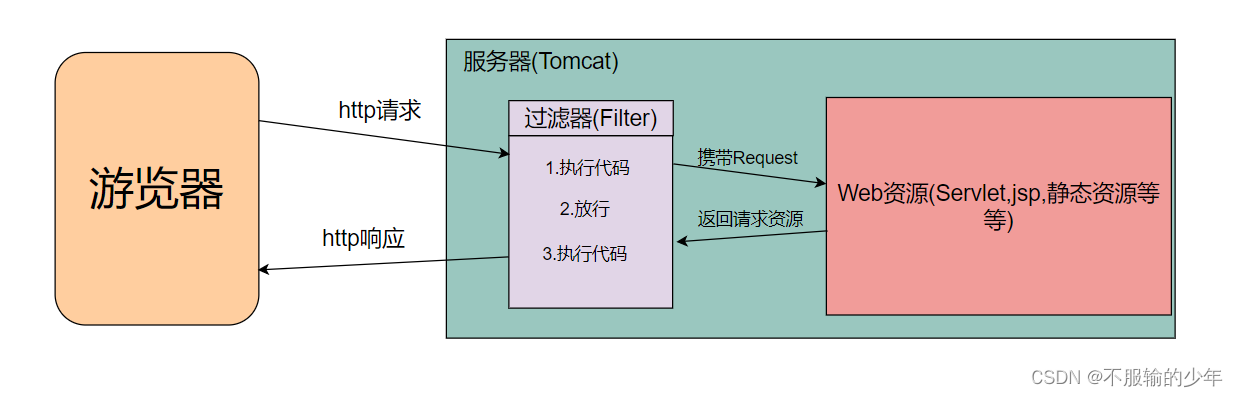 服务器(Tomcat)
http请求
过滤器(Filter)
1.执行代码
携带Request
游览器
2.放行
Web资源(Servlet,jsp,静态资源等
等)
返回请求资源
http响应
3.执行代码
CSDN @不服输的少年